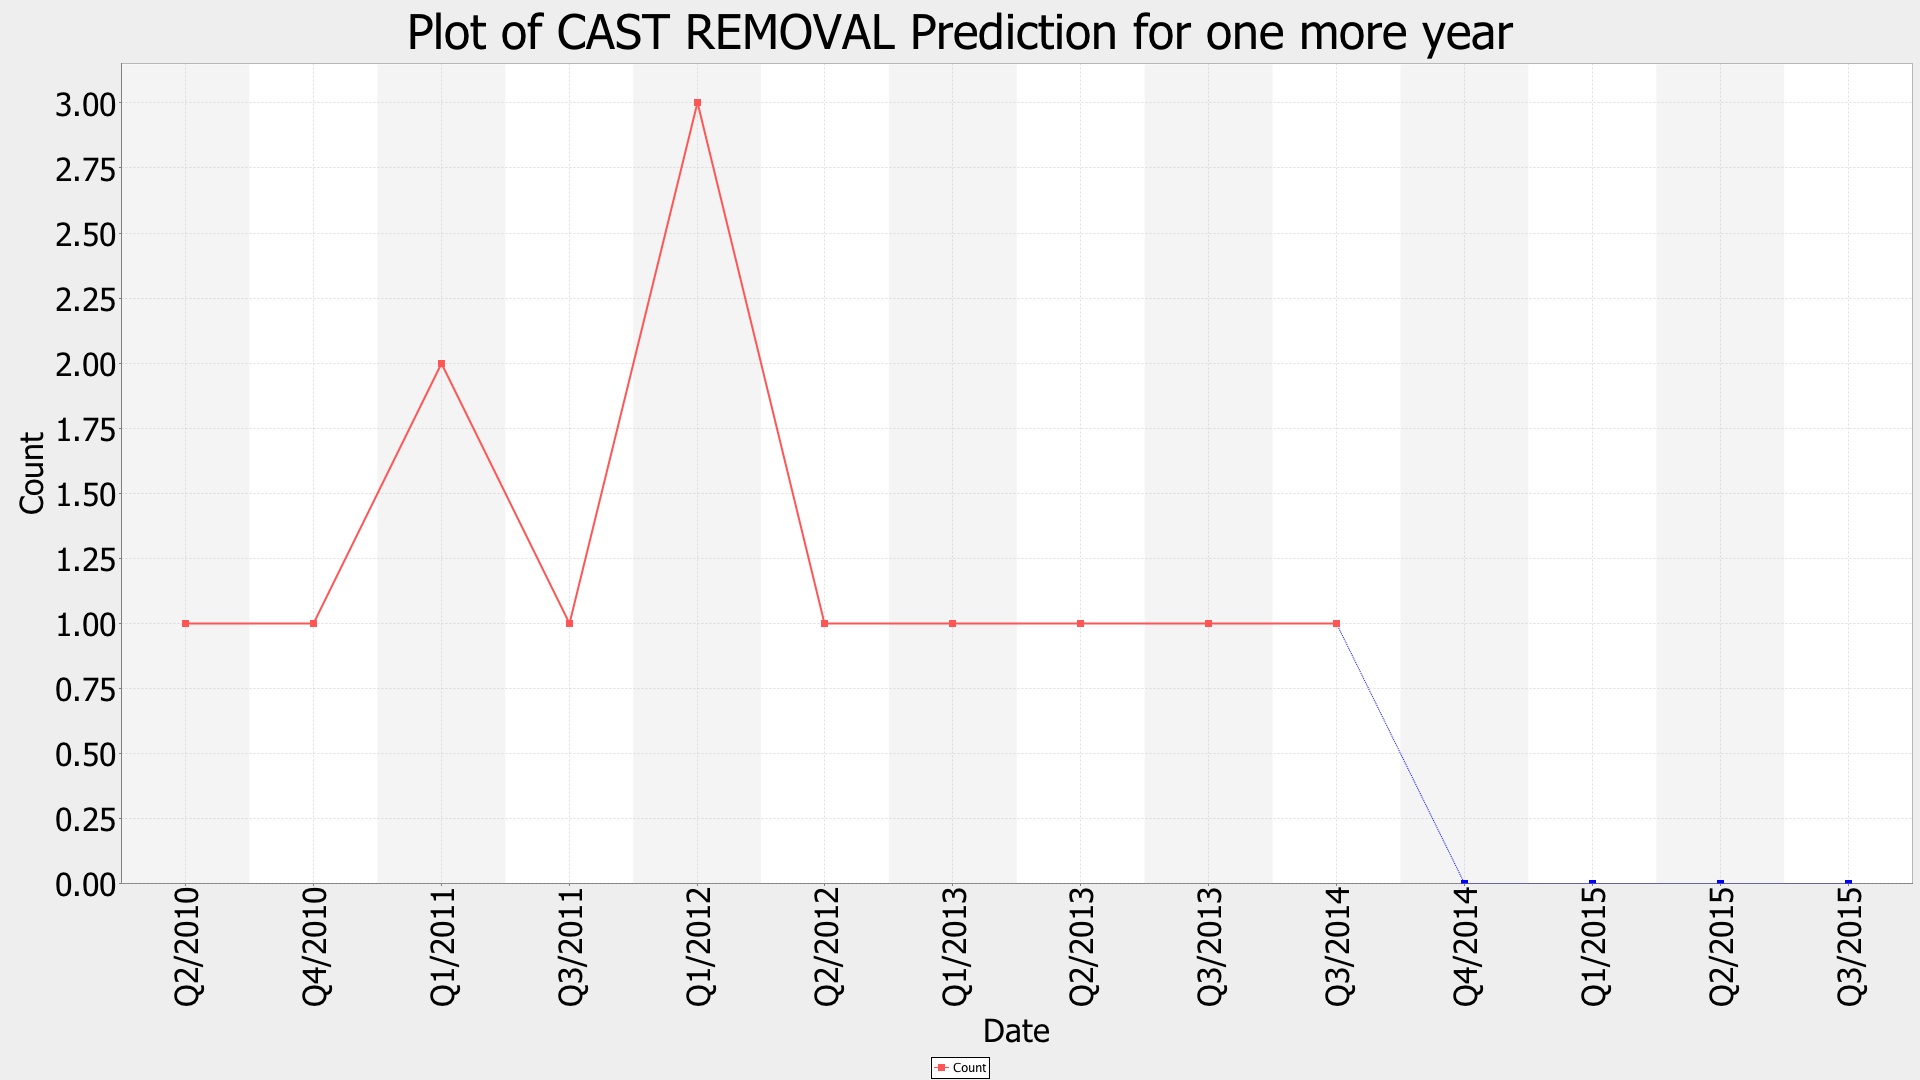 Plot of CAST REMOVAL Prediction for one more year
Count
3.00
2.75
2.50
2.25
2.00
1.75
1.50
1.25
1.00
0.75
0.50
0.25
0.00
Q2/2010
Q4/2010
Q1/2011
Q3/2011
Q1/2012
Q2/2012
Q1/2013
Q2/2013
Q3/2013
Q3/2014
Q4/2014
Q1/2015
Q2/2015
Q3/2015
Date
Count